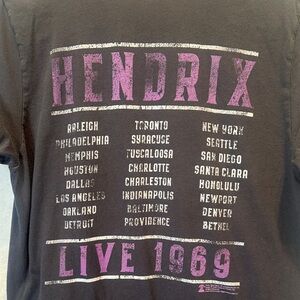 HENDRIX
RALEIGH TORONTO NEW YORK
PHILADELPHIA SYRACUSE SEATTLE
MEMPHIS TUSCALOOSA SAN DIEGO
HOUSTON CHARLOTTE SANTA CLARA
DALLAS CHARLESTON HONOLULU
LOS ANGELES INDIANAPOLIS NEWPORT
OAKLAND BALTIMORE DENVER
DETROIT PROVIDENCE BETHEL
LIVE 1969